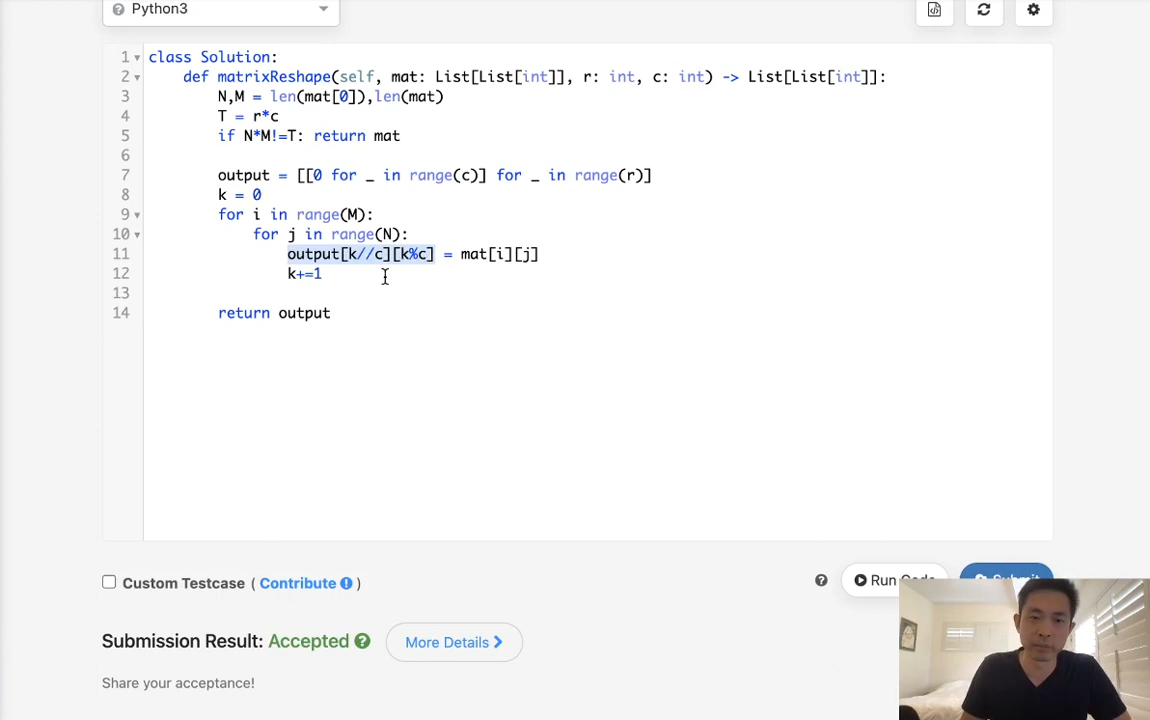 Python3
1 class Solution:
2 def matrixReshape(self, mat: List[List[int]], r: int, c: int) -> List[List[int]]:
3 N,M = len(mat[0]),len(mat)
4 T = r*c
5 if N*M!=T: return mat
6
7 output = [[0 for _ in range(c)] for _ in range(r)]
8 k = 0
9 for i in range(M):
10 for j in range(N):
11 output[k//c][k%c] = mat[i][j]
12 k+=1
13
14 return output
Custom Testcase ( Contribute )
Run Code Submit
Submission Result: Accepted More Details
Share your acceptance!